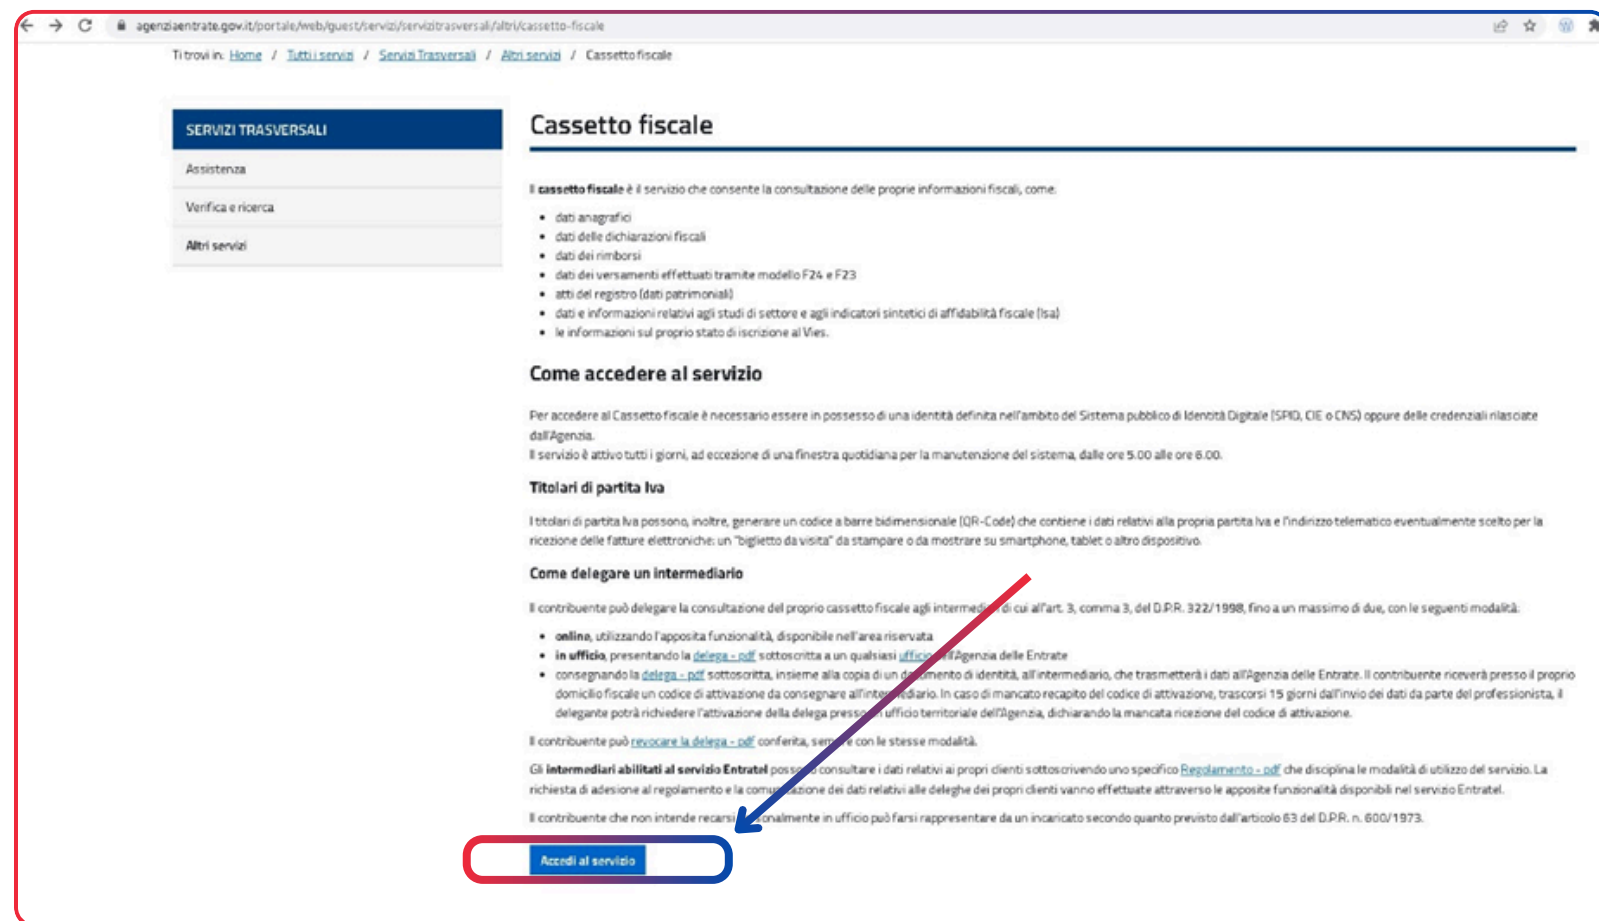 agenziaentrate.gov.it/portale/web/guest/servizi/servizitrasversali/altri/cassetto-fiscale
Ti trovi in: Home / Tutti i servizi / Servizi Trasversali / Altri servizi / Cassetto fiscale
SERVIZI TRASVERSALI
Assistenza
Verifica e ricerca
Altri servizi
Cassetto fiscale
Il cassetto fiscale è il servizio che consente la consultazione delle proprie informazioni fiscali, come:
• dati anagrafici
• dati delle dichiarazioni fiscali
• dati dei rimborsi
• dati dei versamenti effettuati tramite modello F24 e F23
• atti del registro (dati patrimoniali)
• dati e informazioni relativi agli studi di settore e agli indicatori sintetici di affidabilità fiscale (Isa)
• le informazioni sul proprio stato di iscrizione al Vies.
Come accedere al servizio
Per accedere al Cassetto fiscale è necessario essere in possesso di una identità definita nell'ambito del Sistema pubblico di Identità Digitale (SPID, CIE o CNS) oppure delle credenziali rilasciate
dall'Agenzia.
Il servizio è attivo tutti i giorni, ad eccezione di una finestra quotidiana per la manutenzione del sistema, dalle ore 5.00 alle ore 6.00.
Titolari di partita Iva
I titolari di partita Iva possono, inoltre, generare un codice a barre bidimensionale (QR-Code) che contiene i dati relativi alla propria partita Iva e l'indirizzo telematico eventualmente scelto per la
ricezione delle fatture elettroniche: un "biglietto da visita" da stampare o da mostrare su smartphone, tablet o altro dispositivo.
Come delegare un intermediario
Il contribuente può delegare la consultazione del proprio cassetto fiscale agli intermediari di cui all'art. 3, comma 3, del D.P.R. 322/1998, fino a un massimo di due, con le seguenti modalità:
• online, utilizzando l'apposita funzionalità, disponibile nell'area riservata
• in ufficio, presentando la delega - pdf sottoscritta a un qualsiasi ufficio dell'Agenzia delle Entrate
• consegnando la delega - pdf sottoscritta, insieme alla copia di un documento di identità, all'intermediario, che trasmetterà i dati all'Agenzia delle Entrate. Il contribuente riceverà presso il proprio
domicilio fiscale un codice di attivazione da consegnare all'intermediario. In caso di mancato recapito del codice di attivazione, trascorsi 15 giorni dall'invio dei dati da parte del professionista, il
delegante potrà richiedere l'attivazione della delega presso un ufficio territoriale dell'Agenzia, dichiarando la mancata ricezione del codice di attivazione.
Il contribuente può revocare la delega - pdf conferita, sempre con le stesse modalità.
Gli intermediari abilitati al servizio Entratel possono consultare i dati relativi ai propri clienti sottoscrivendo uno specifico Regolamento - pdf che disciplina le modalità di utilizzo del servizio. La
richiesta di adesione al regolamento e la comunicazione dei dati relativi alle deleghe dei propri clienti vanno effettuate attraverso le apposite funzionalità disponibili nel servizio Entratel.
Il contribuente che non intende recarsi personalmente in ufficio può farsi rappresentare da un incaricato secondo quanto previsto dall'articolo 63 del D.P.R. n. 600/1973.
Accedi al servizio